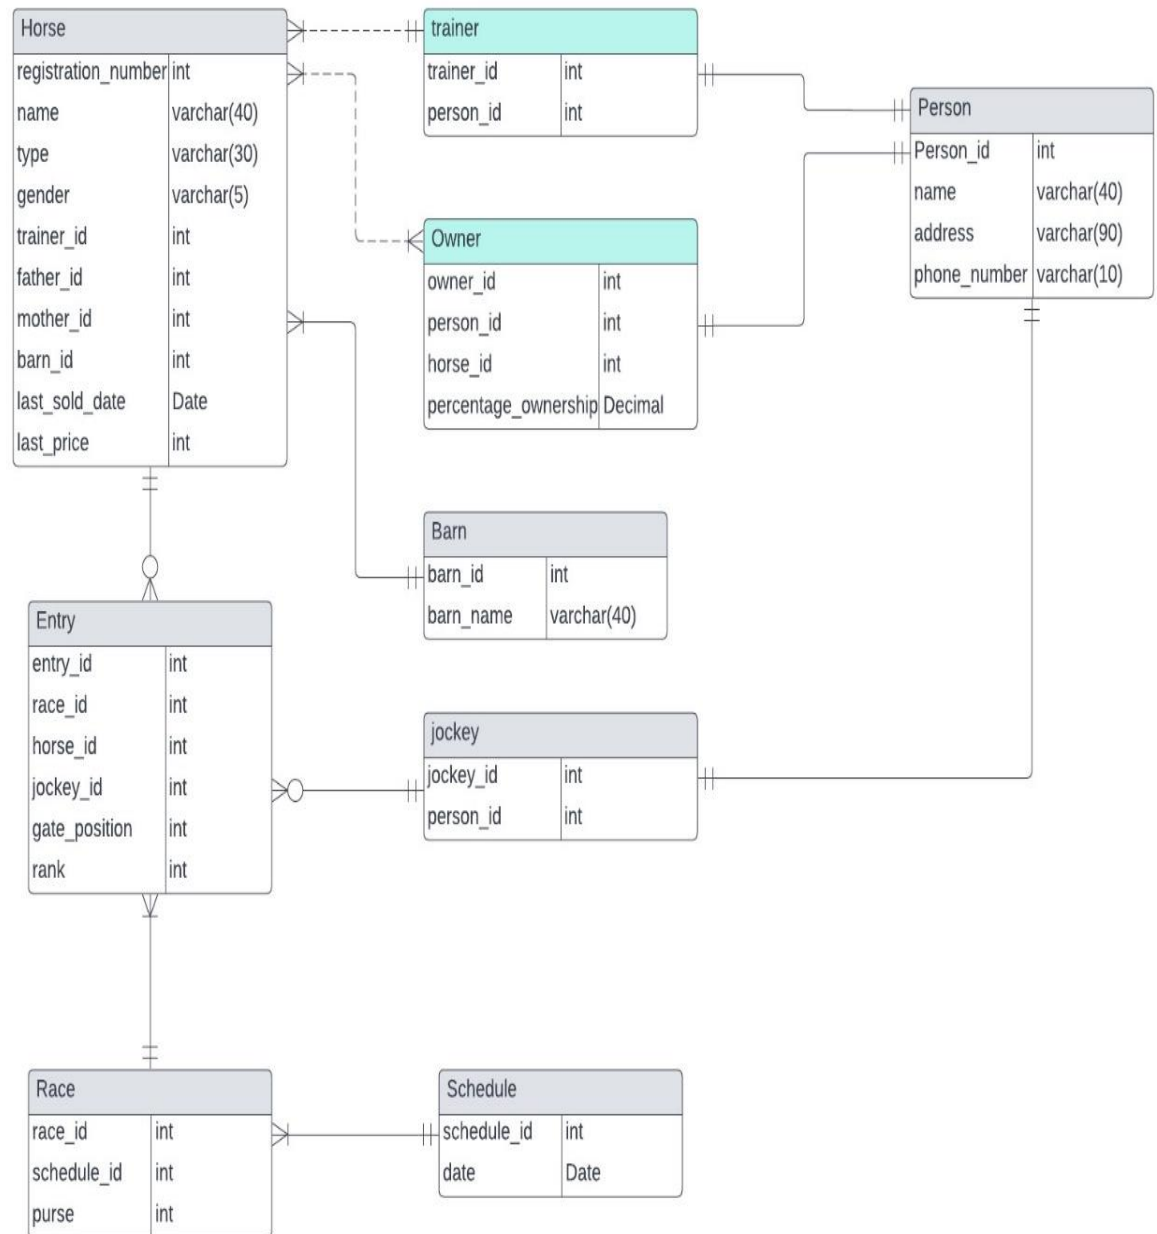 Horse
registration_number int
name varchar(40)
type varchar(30)
gender varchar(5)
trainer_id int
father_id int
mother_id int
barn_id int
last_sold_date Date
last_price int
trainer
trainer_id int
person_id int
Person
Person_id int
name varchar(40)
address varchar(90)
phone_number varchar(10)
Owner
owner_id int
person_id int
horse_id int
percentage_ownership Decimal
Barn
barn_id int
barn_name varchar(40)
Entry
entry_id int
race_id int
horse_id int
jockey_id int
gate_position int
rank int
jockey
jockey_id int
person_id int
Race
race_id int
schedule_id int
purse int
Schedule
schedule_id int
date Date